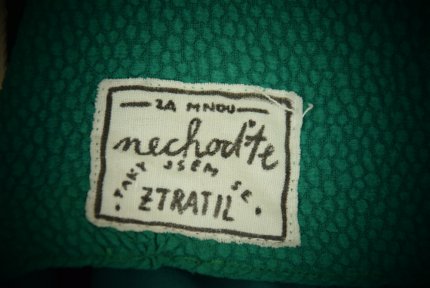 ZA MNOU
nechoďte
TAKY JSEM SE
ZTRATIL